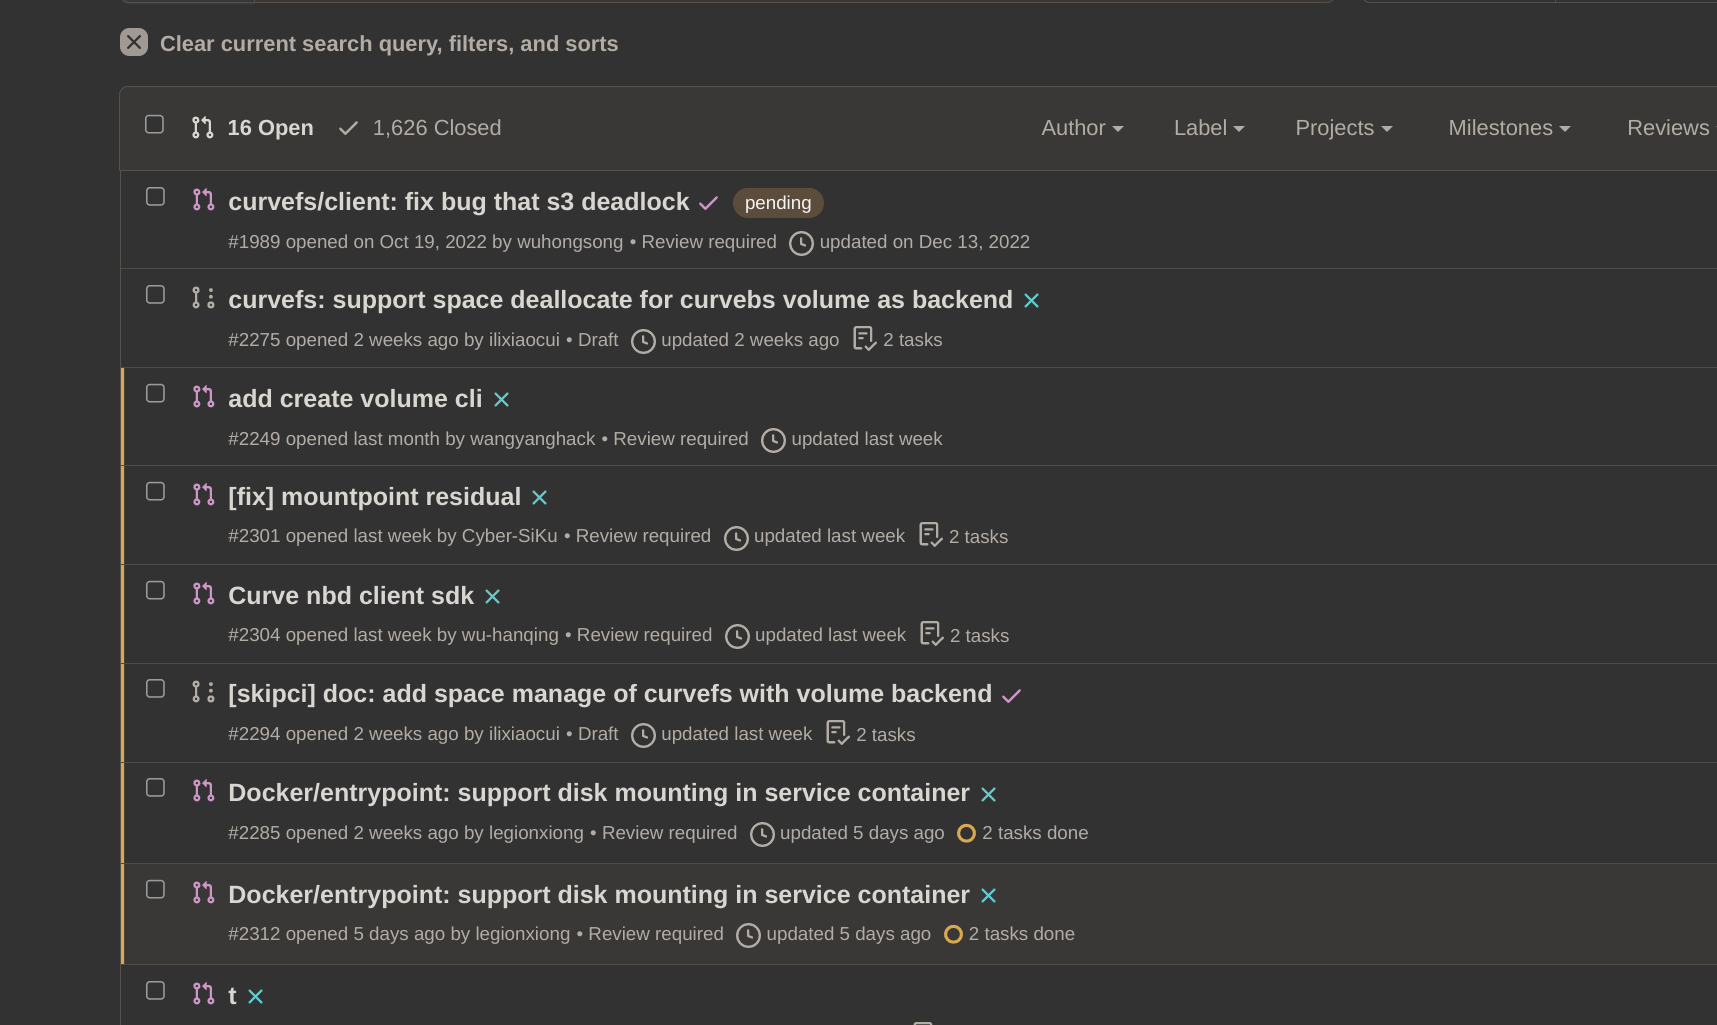 Clear current search query, filters, and sorts
16 Open 1,626 Closed Author Label Projects Milestones Reviews
curvefs/client: fix bug that s3 deadlock pending
#1989 opened on Oct 19, 2022 by wuhongsong • Review required updated on Dec 13, 2022
curvefs: support space deallocate for curvebs volume as backend
#2275 opened 2 weeks ago by ilixiaocui • Draft updated 2 weeks ago 2 tasks
add create volume cli
#2249 opened last month by wangyanghack • Review required updated last week
[fix] mountpoint residual
#2301 opened last week by Cyber-SiKu • Review required updated last week 2 tasks
Curve nbd client sdk
#2304 opened last week by wu-hanqing • Review required updated last week 2 tasks
[skipci] doc: add space manage of curvefs with volume backend
#2294 opened 2 weeks ago by ilixiaocui • Draft updated last week 2 tasks
Docker/entrypoint: support disk mounting in service container
#2285 opened 2 weeks ago by legionxiong • Review required updated 5 days ago 2 tasks done
Docker/entrypoint: support disk mounting in service container
#2312 opened 5 days ago by legionxiong • Review required updated 5 days ago 2 tasks done
t